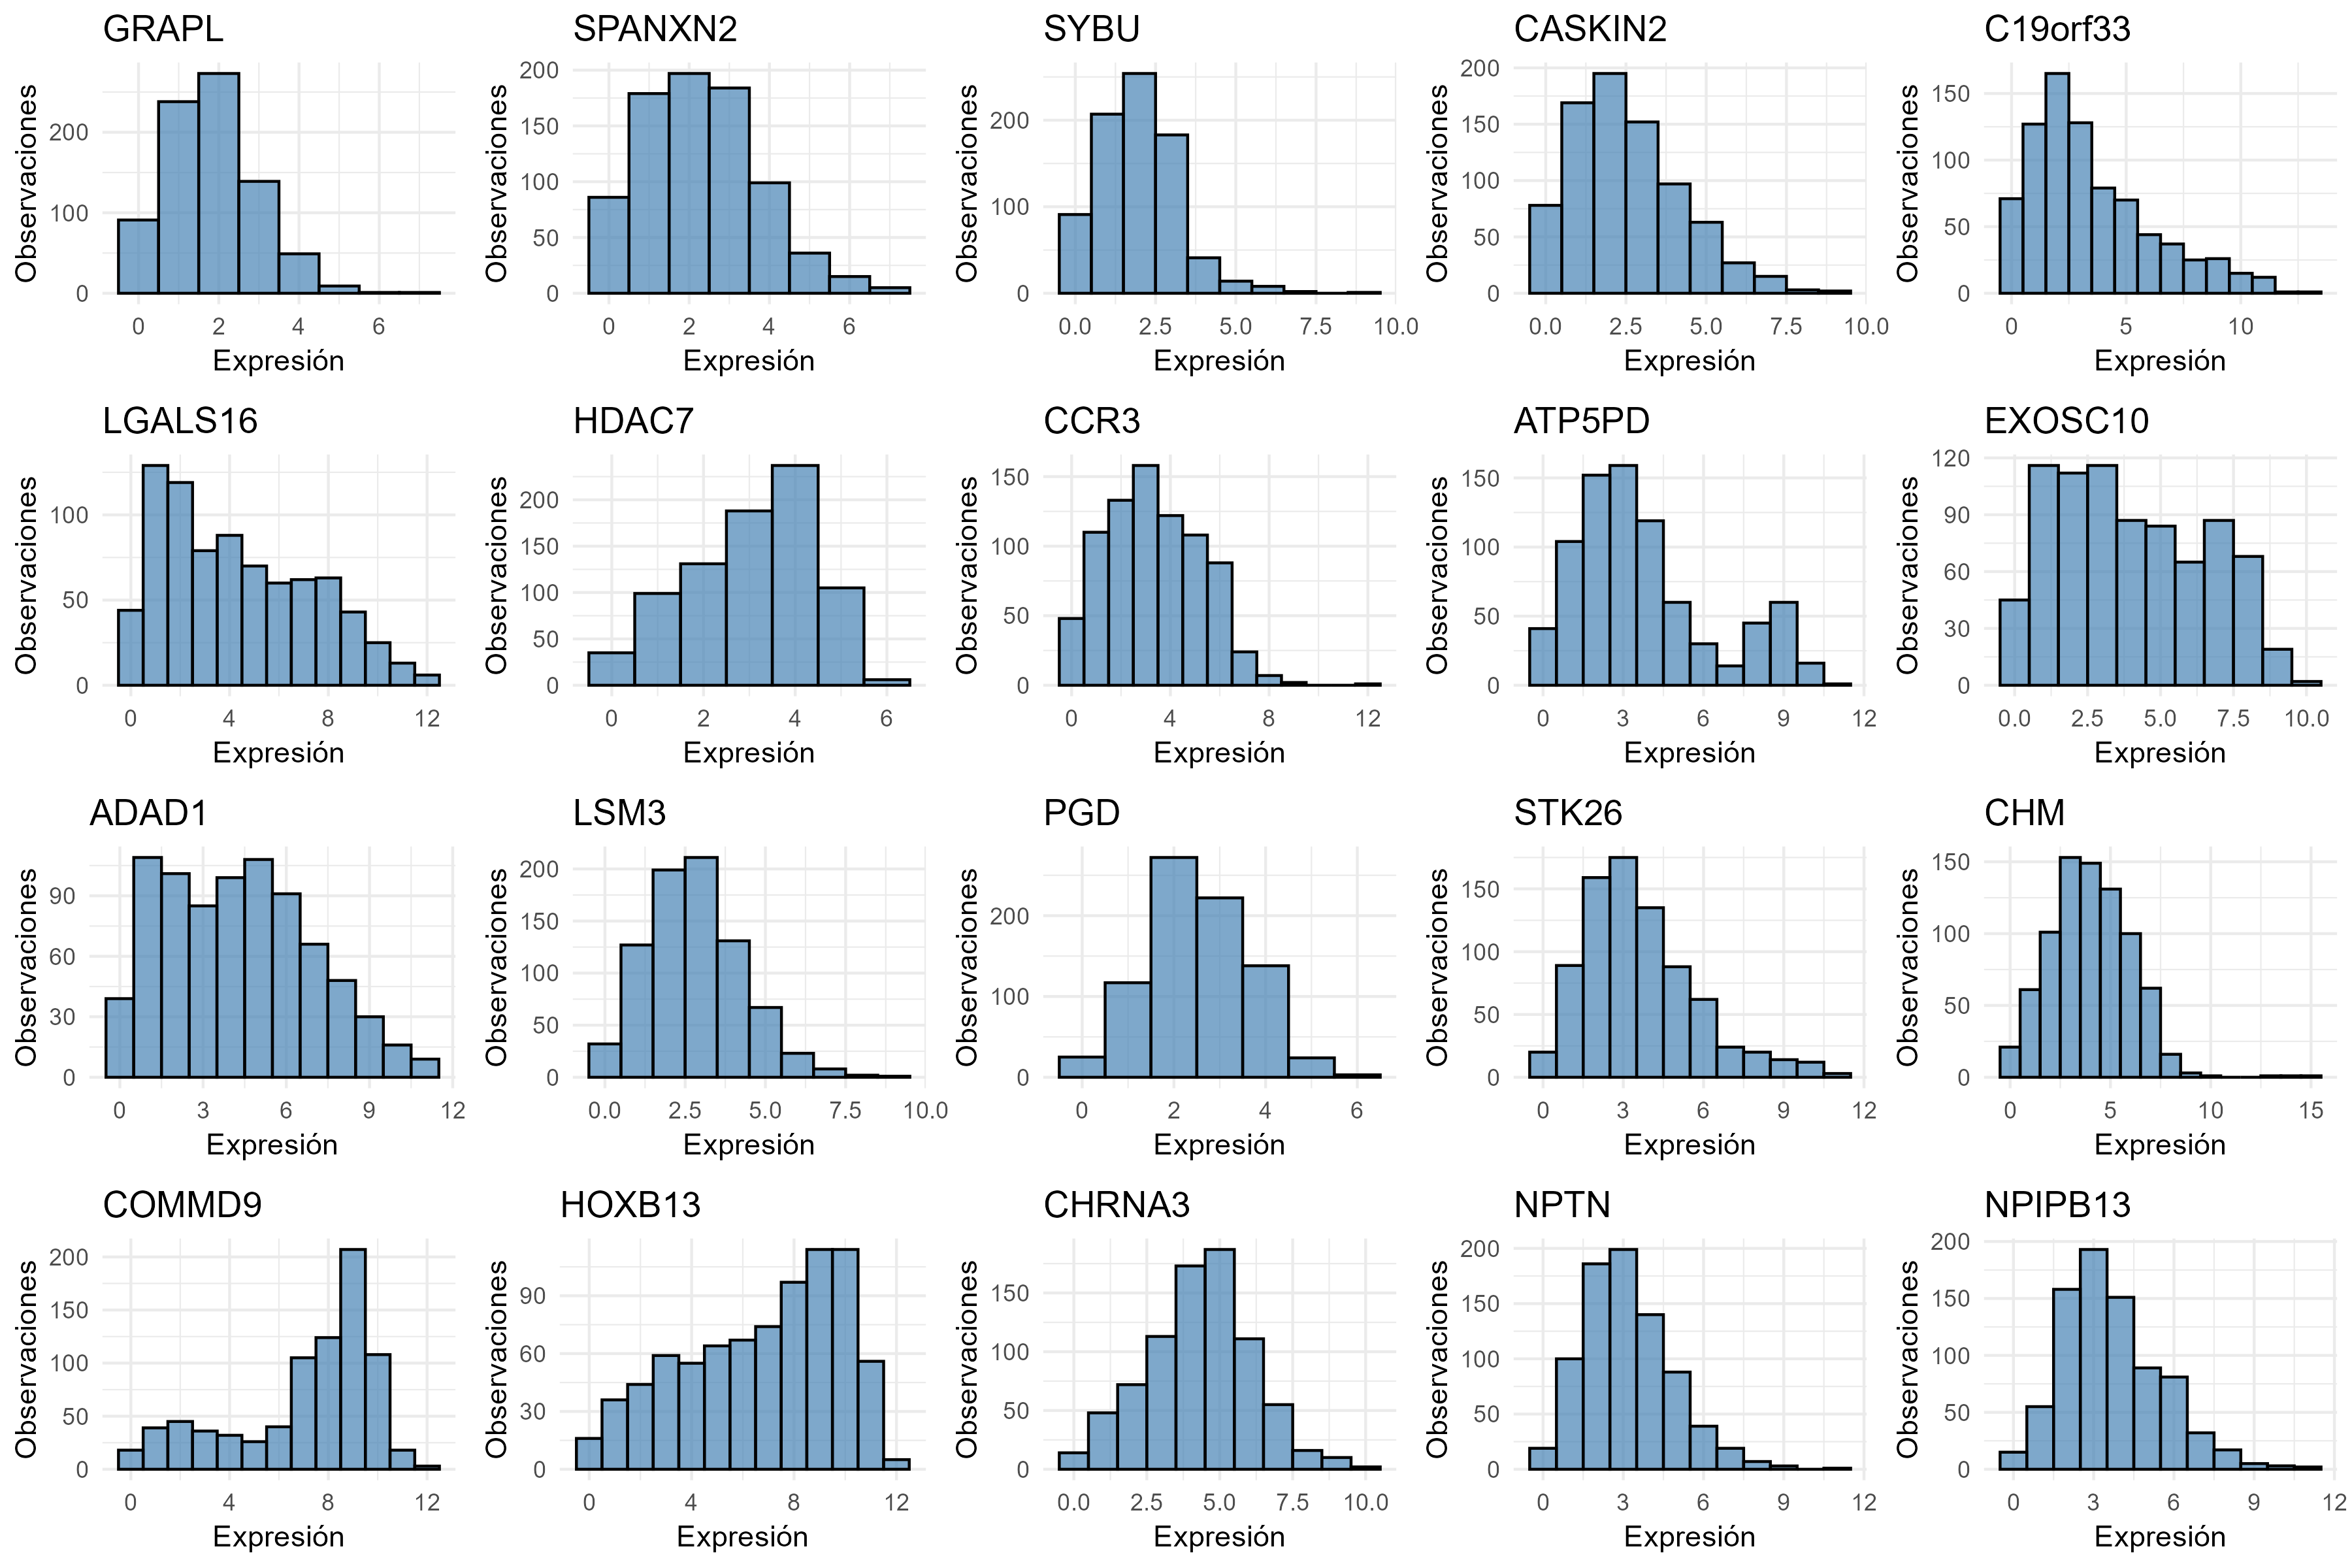 GRAPL
Observaciones
200
100
0
0 2 4 6
Expresión
SPANXN2
Observaciones
200
150
100
50
0
0 2 4 6
Expresión
SYBU
Observaciones
200
100
0
0.0 2.5 5.0 7.5 10.0
Expresión
CASKIN2
Observaciones
200
150
100
50
0
0.0 2.5 5.0 7.5 10.0
Expresión
C19orf33
Observaciones
150
100
50
0
0 5 10
Expresión
LGALS16
Observaciones
100
50
0
0 4 8 12
Expresión
HDAC7
Observaciones
200
150
100
50
0
0 2 4 6
Expresión
CCR3
Observaciones
150
100
50
0
0 4 8 12
Expresión
ATP5PD
Observaciones
150
100
50
0
0 3 6 9 12
Expresión
EXOSC10
Observaciones
120
90
60
30
0
0.0 2.5 5.0 7.5 10.0
Expresión
ADAD1
Observaciones
90
60
30
0
0 3 6 9 12
Expresión
LSM3
Observaciones
200
150
100
50
0
0.0 2.5 5.0 7.5 10.0
Expresión
PGD
Observaciones
200
100
0
0 2 4 6
Expresión
STK26
Observaciones
150
100
50
0
0 3 6 9 12
Expresión
CHM
Observaciones
150
100
50
0
0 5 10 15
Expresión
COMMD9
Observaciones
200
150
100
50
0
0 4 8 12
Expresión
HOXB13
Observaciones
90
60
30
0
0 4 8 12
Expresión
CHRNA3
Observaciones
150
100
50
0
0.0 2.5 5.0 7.5 10.0
Expresión
NPTN
Observaciones
200
150
100
50
0
0 3 6 9 12
Expresión
NPIPB13
Observaciones
200
150
100
50
0
0 3 6 9 12
Expresión